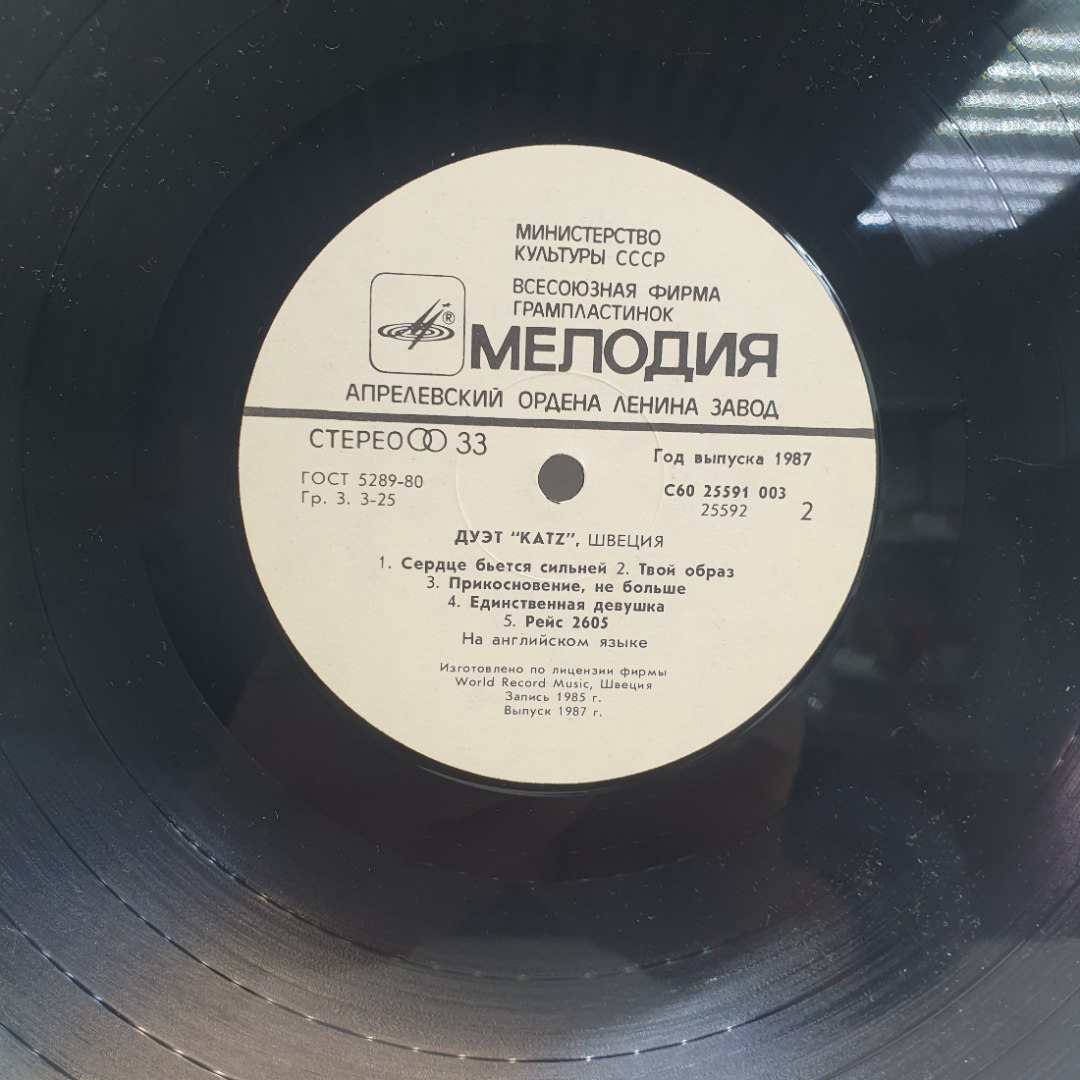 МИНИСТЕРСТВО
КУЛЬТУРЫ СССР
ВСЕСОЮЗНАЯ ФИРМА
ГРАМПЛАСТИНОК
®
МЕЛОДИЯ
АПРЕЛЕВСКИЙ ОРДЕНА ЛЕНИНА ЗАВОД
СТЕРЕО 33
Год выпуска 1987
ГОСТ 5289-80
Гр. 3. 3-25
С60 25591 003
25592 2
ДУЭТ "KATZ", ШВЕЦИЯ
1. Сердце бьется сильней 2. Твой образ
3. Прикосновение, не больше
4. Единственная девушка
5. Рейс 2605
На английском языке
Изготовлено по лицензии фирмы
World Record Music, Швеция
Запись 1985 г.
Выпуск 1987 г.